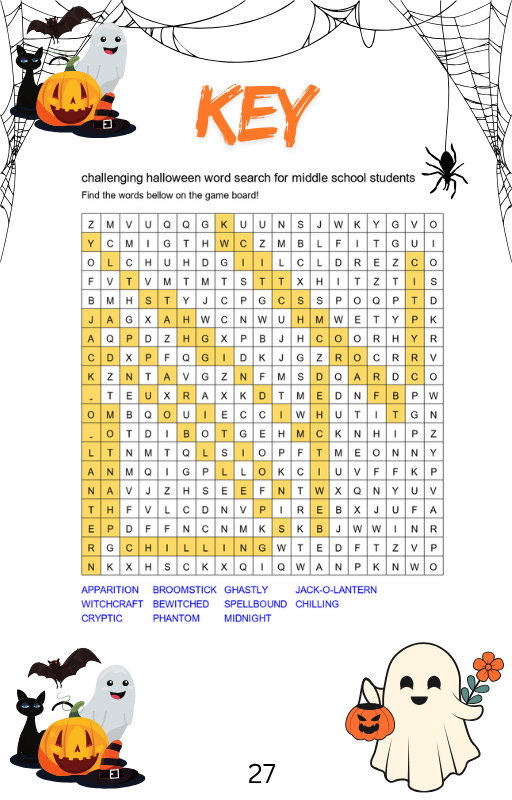 KEY
challenging halloween word search for middle school students
Find the words bellow on the game board!
Z M V U Q Q G K U U N S J W K Y G V O
Y C M I G T H W C Z M B L F I T G U I
O L C H U H D G I I L C L D R E Z C O
F V T V M T M T S T T X H I T Z T I S
B M H S T Y J C P G C S S P O Q P T D
J A G X A H W C N W U H M W E T Y P K
A Q P D Z H G X P B J H C O O R H Y R
C D X P F Q G I D K J G Z R O C R R V
K Z N T A V G Z N F M S D Q A R D C O
_ T E U X R A X K D T M E D N F B P W
O M B Q O U I E C C I W H U T I T G N
_ O T D I B O T G E H M C K N H I P Z
L T N M T Q L S I O P F T M E O N N Y
A N M Q I G P L L O K C I U V F F K P
N A V J Z H S E E F N T W X Q N Y U V
T H F V L C D N V P I R E B X J U F A
E P D F F N C N M K S K B J W W I N R
R G C H I L L I N G W T E D F T Z V P
N K X H S C K X Q I Q W A N P K N W O
APPARITION BROOMSTICK GHASTLY JACK-O-LANTERN
WITCHCRAFT BEWITCHED SPELLBOUND CHILLING
CRYPTIC PHANTOM MIDNIGHT
27